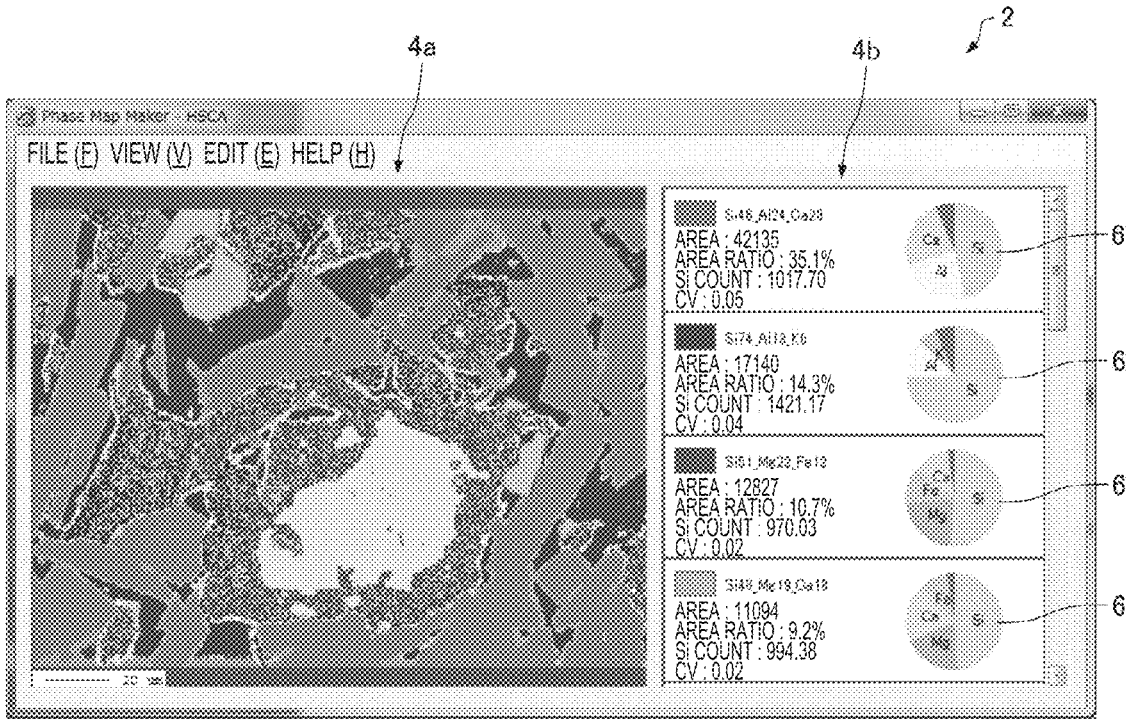 2
4a
4b
Phase Map Maker - HSCA
FILE (F) VIEW (V) EDIT (E) HELP (H)
Si48_Al24_Ca23
AREA : 42135
AREA RATIO : 35.1%
Si COUNT : 1017.70
CV : 0.05
Ca
Si
Al
6
Si74_Al13_K6
AREA : 17140
AREA RATIO : 14.3%
Si COUNT : 1421.17
CV : 0.04
Al
K
Si
6
Si51_Mg23_Fe13
AREA : 12827
AREA RATIO : 10.7%
Si COUNT : 970.03
CV : 0.02
Ca
Fe
Si
Mg
6
Si49_Mg19_Ca18
AREA : 11094
AREA RATIO : 9.2%
Si COUNT : 994.38
CV : 0.02
Fe
Ca
Si
Mg
6
20